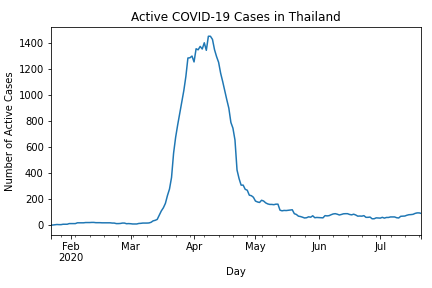 Active COVID-19 Cases in Thailand
Number of Active Cases
1400
1200
1000
800
600
400
200
0
Feb Mar Apr May Jun Jul
2020
Day